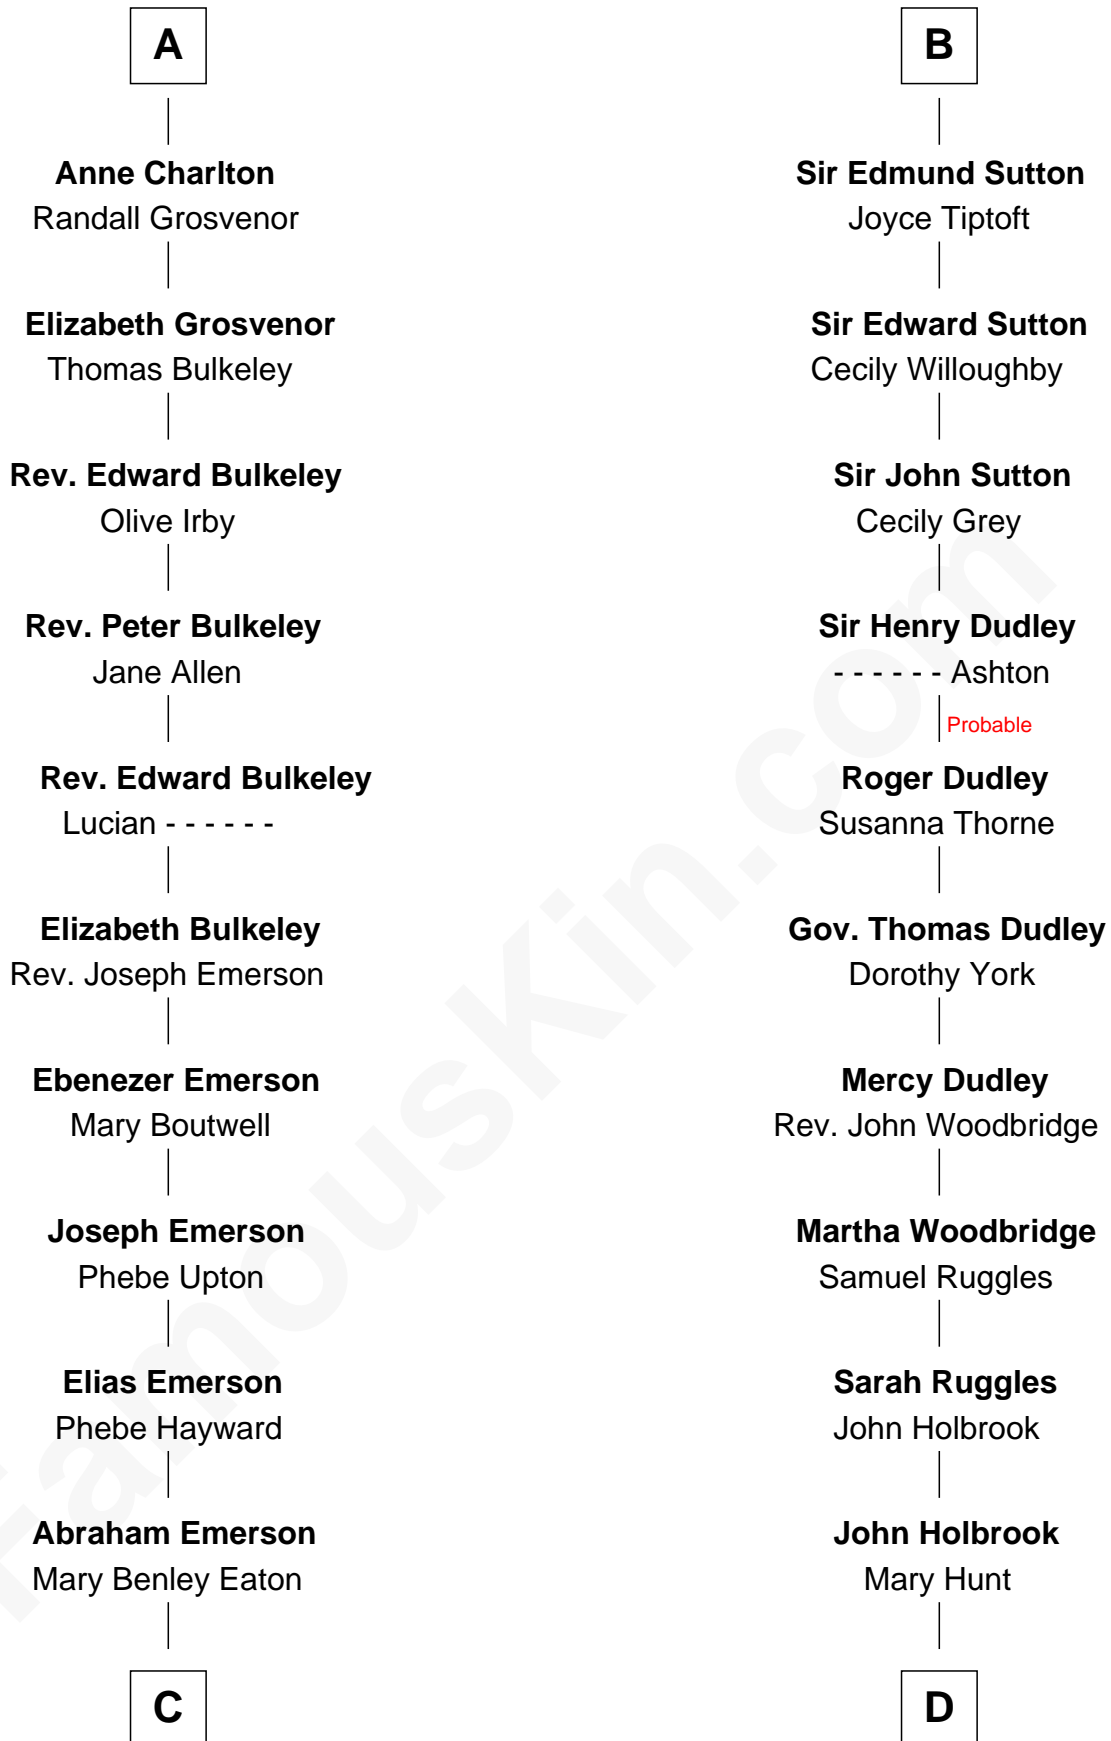 A
Anne Charlton
Randall Grosvenor
Elizabeth Grosvenor
Thomas Bulkeley
Rev. Edward Bulkeley
Olive Irby
Rev. Peter Bulkeley
Jane Allen
Rev. Edward Bulkeley
Lucian - - - - - -
Elizabeth Bulkeley
Rev. Joseph Emerson
Ebenezer Emerson
Mary Boutwell
Joseph Emerson
Phebe Upton
Elias Emerson
Phebe Hayward
Abraham Emerson
Mary Benley Eaton
C
B
Sir Edmund Sutton
Joyce Tiptoft
Sir Edward Sutton
Cecily Willoughby
Sir John Sutton
Cecily Grey
Sir Henry Dudley
- - - - - - Ashton
Probable
Roger Dudley
Susanna Thorne
Gov. Thomas Dudley
Dorothy York
Mercy Dudley
Rev. John Woodbridge
Martha Woodbridge
Samuel Ruggles
Sarah Ruggles
John Holbrook
John Holbrook
Mary Hunt
D
FamousKin.com